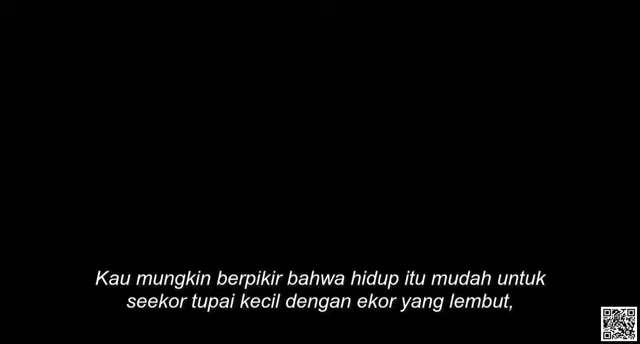 Kau mungkin berpikir bahwa hidup itu mudah untuk
seekor tupai kecil dengan ekor yang lembut,